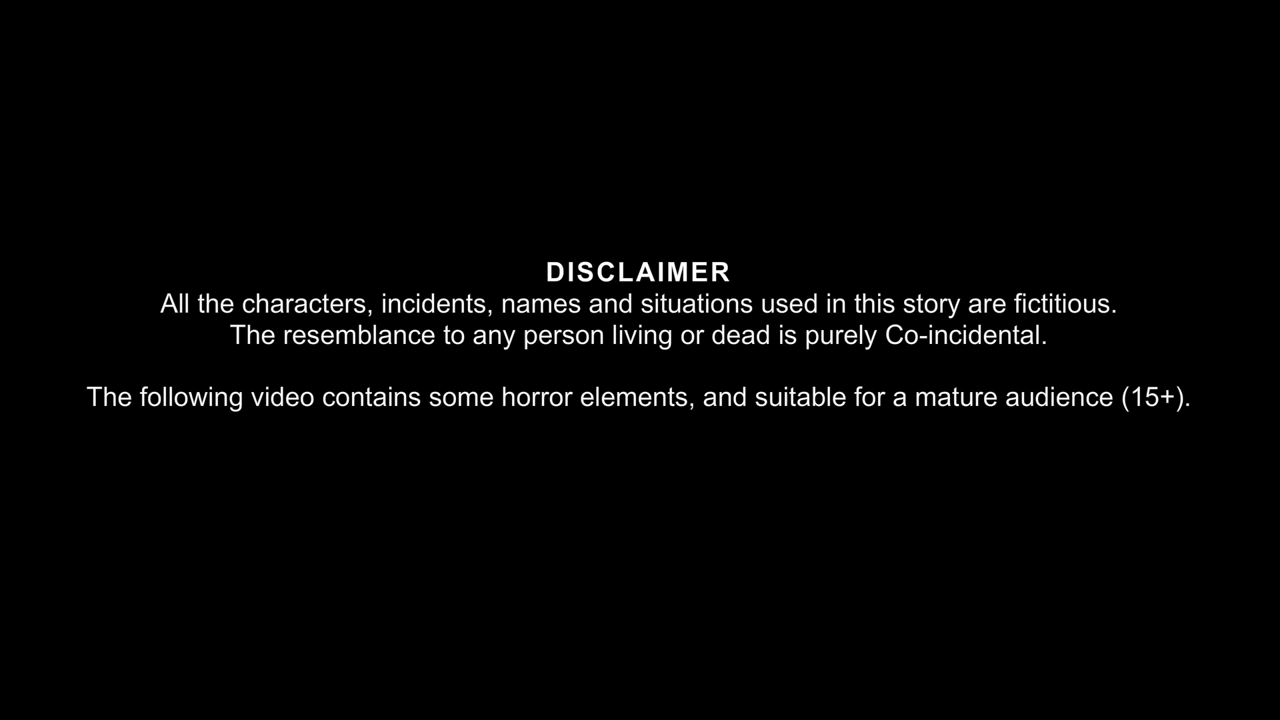 DISCLAIMER
All the characters, incidents, names and situations used in this story are fictitious.
The resemblance to any person living or dead is purely Co-incidental.
The following video contains some horror elements, and suitable for a mature audience (15+).